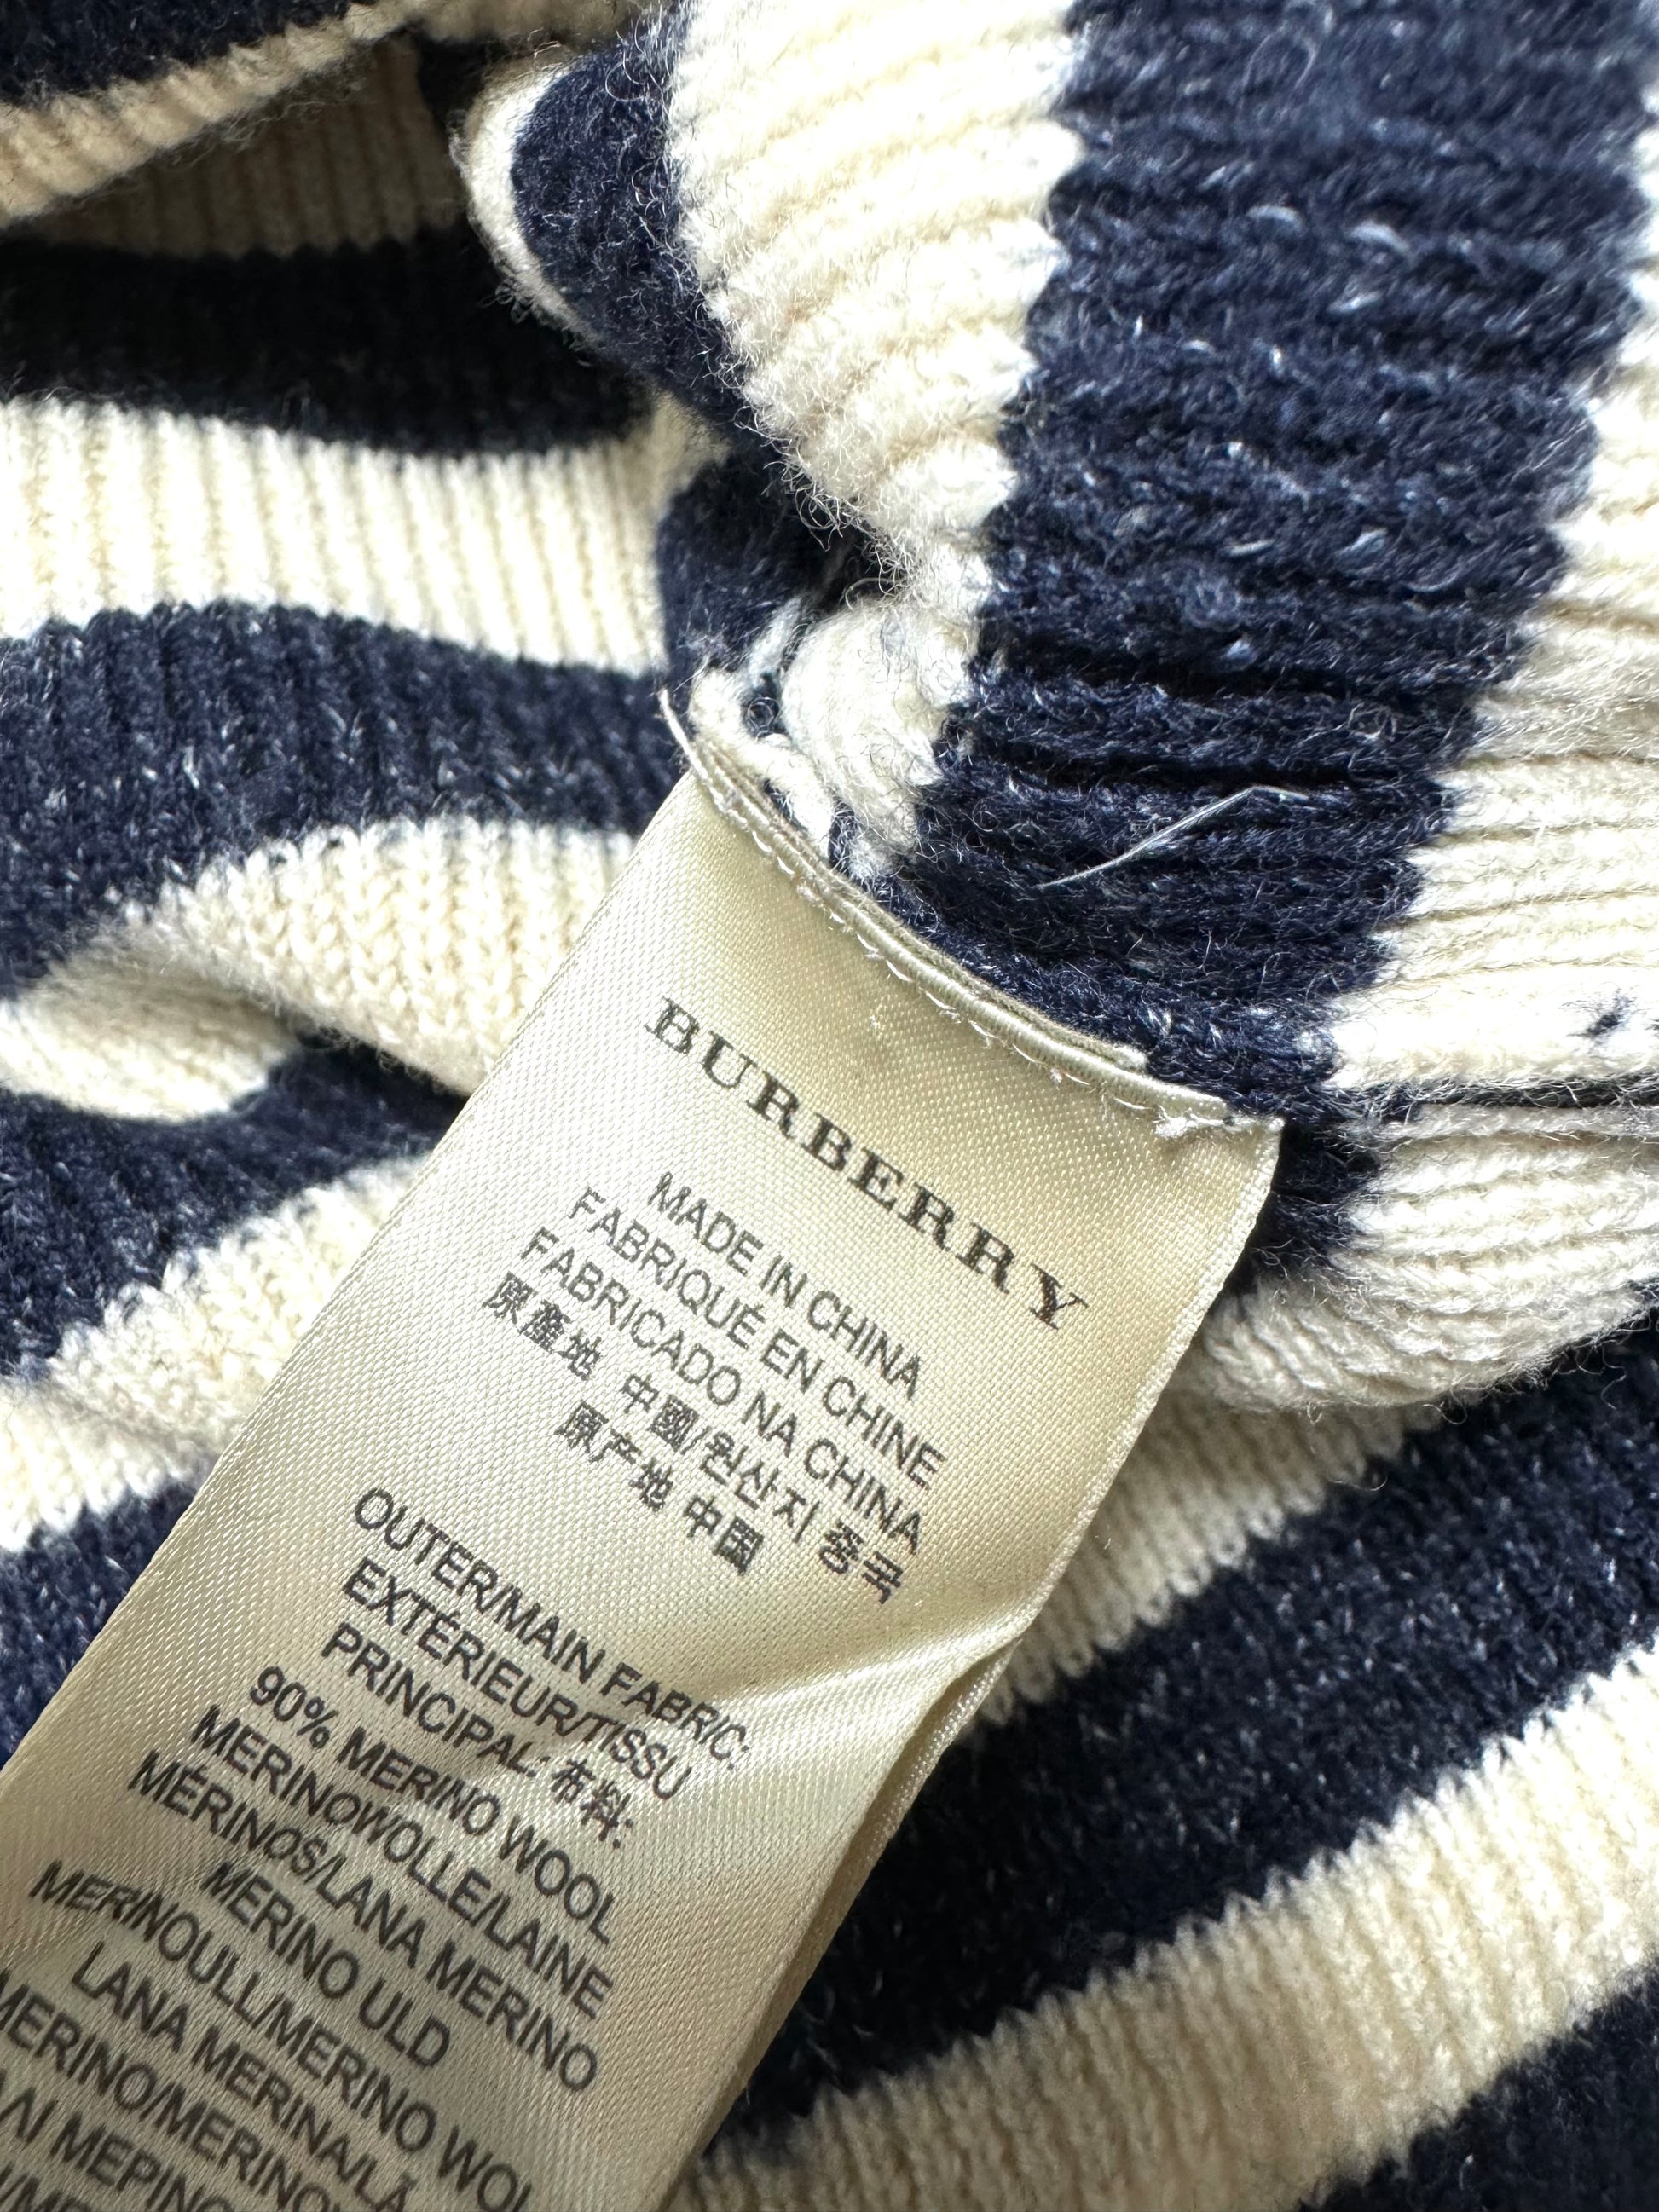 BURBERRY
MADE IN CHINA
FABRIQUÉ EN CHINE
FABRICADO NA CHINA
原產地 中國/원산지 중국
原产地 中国
OUTER/MAIN FABRIC:
EXTÉRIEUR/TISSU
PRINCIPAL: 布料:
90% MERINO WOOL
MERINOWOLLE/LAINE
MÉRINOS/LANA MERINO
MERINO ULD
MERINOULL/MERINO WOL
LANA MERINA/LÃ
MERINO/MERINO